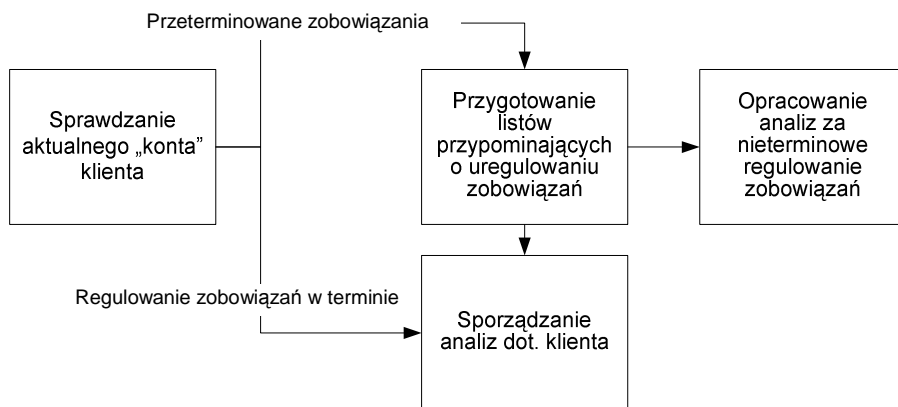 Przeterminowane zobowiązania
Sprawdzanie
aktualnego „konta”
klienta
Przygotowanie
listów
przypominających
o uregulowaniu
zobowiązań
Opracowanie
analiz za
nieterminowe
regulowanie
zobowiązań
Regulowanie zobowiązań w terminie
Sporządzanie
analiz dot. klienta